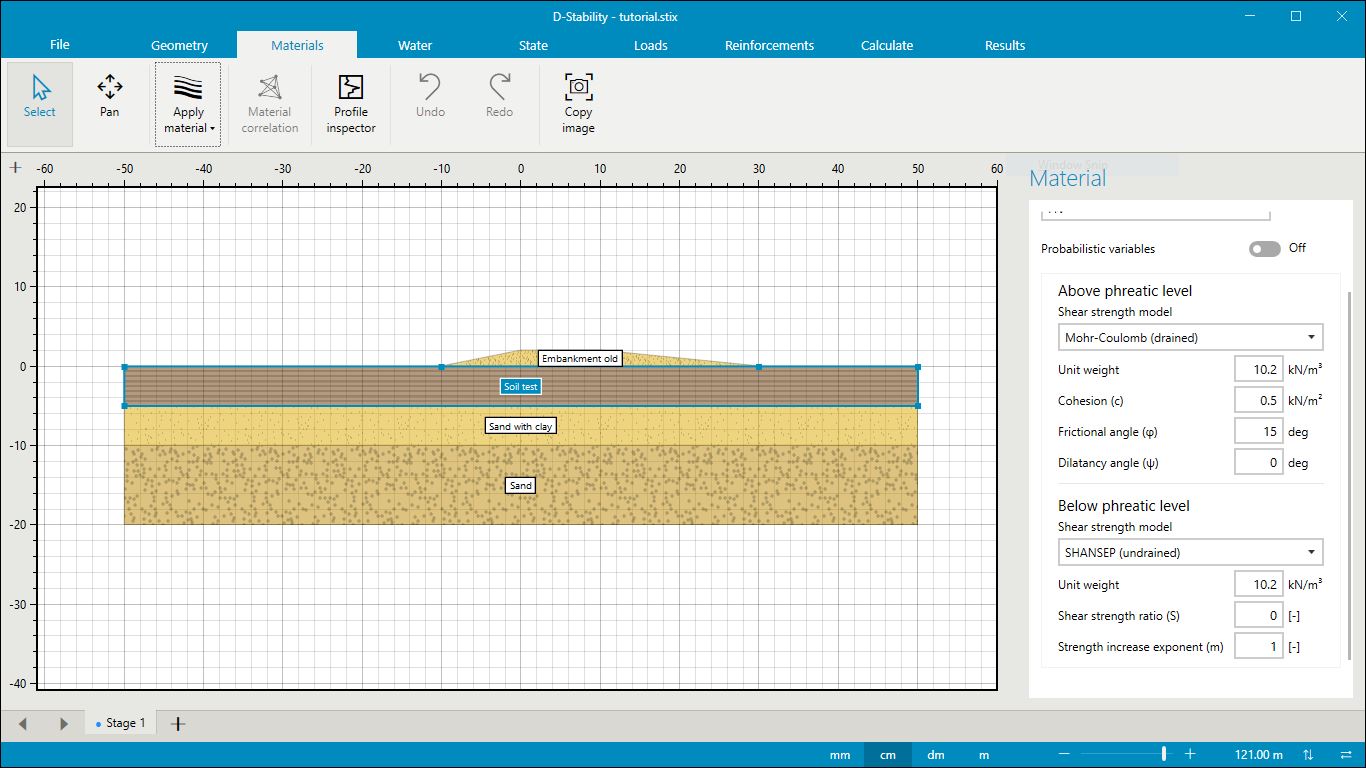 D-Stability - tutorial.stix
File Geometry Materials Water State Loads Reinforcements Calculate Results
Select Pan Apply material Material correlation Profile inspector Undo Redo Copy image
-60 -50 -40 -30 -20 -10 0 10 20 30 40 50 60
Window Snip
Material
20
10
0
-10
-20
-30
-40
Embankment old
Soil test
Sand with clay
Sand
Probabilistic variables Off
Above phreatic level
Shear strength model
Mohr-Coulomb (drained)
Unit weight 10.2 kN/m³
Cohesion (c) 0.5 kN/m²
Frictional angle (φ) 15 deg
Dilatancy angle (ψ) 0 deg
Below phreatic level
Shear strength model
SHANSEP (undrained)
Unit weight 10.2 kN/m³
Shear strength ratio (S) 0 [-]
Strength increase exponent (m) 1 [-]
Stage 1
mm cm dm m 121.00 m